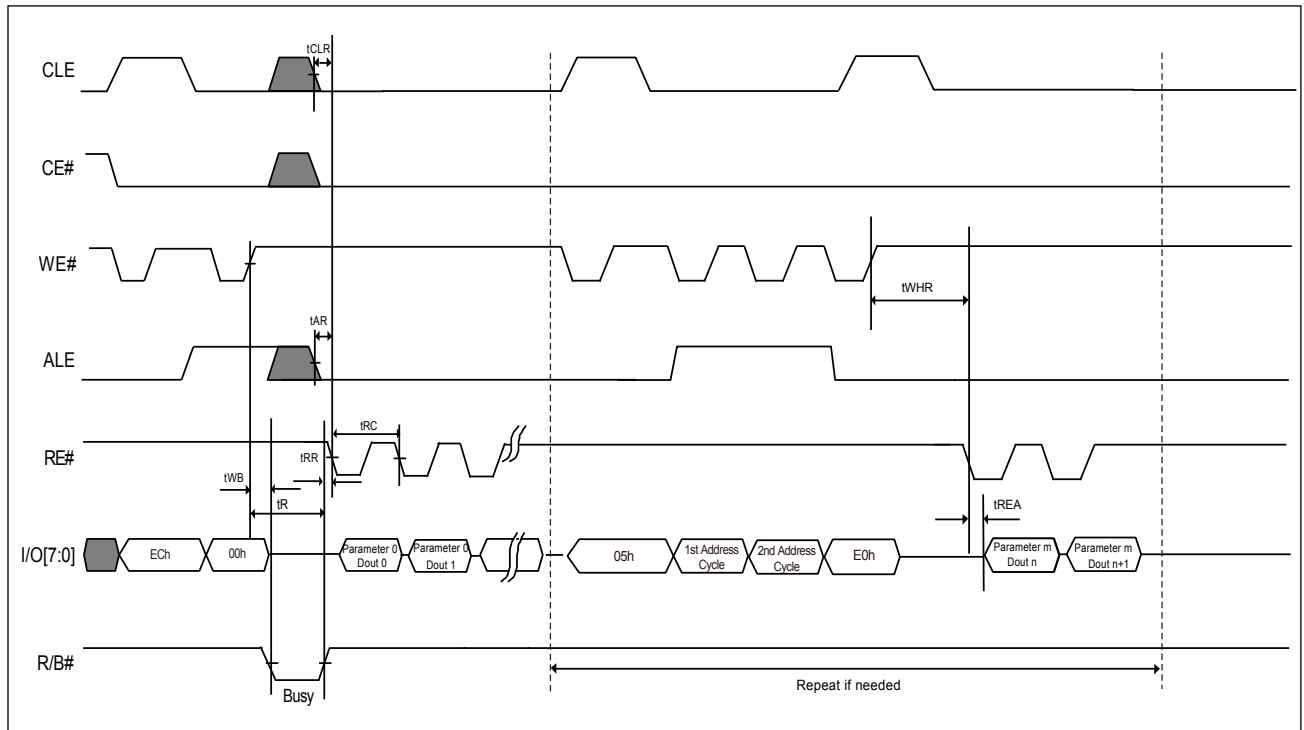 tCLR
CLE
CE#
WE#
tWHR
tAR
ALE
tRC
RE#
tRR
tWB
tR
tREA
I/O[7:0]
ECh
00h
Parameter 0
Dout 0
Parameter 0
Dout 1
05h
1st Address
Cycle
2nd Address
Cycle
E0h
Parameter m
Dout n
Parameter m
Dout n+1
R/B#
Busy
Repeat if needed